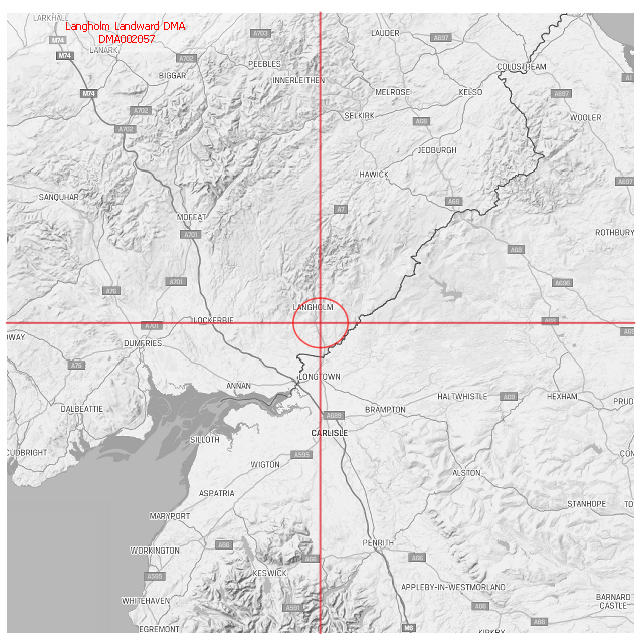 LARKHALL
Langholm Landward DMA
DMA002057
LAUDER
A703
A697
M74
LANARK
A702
M74
PEEBLES
COLDSTREAM
BIGGAR
INNERLEITHEN
A1
M74
MELROSE
KELSO
A697
A702
SELKIRK
WOOLER
A68
A702
JEDBURGH
HAWICK
A697
SANQUHAR
A68
A7
MOFFAT
A701
ROTHBURY
A68
A701
A696
A76
LANGHOLM
LOCKERBIE
A68
A701
DUMFRIES
A75
LONGTOWN
ANNAN
HALTWHISTLE
A69
HEXHAM
DALBEATTIE
BRAMPTON
A689
CARLISLE
SILLOTH
A595
WIGTON
ALSTON
ASPATRIA
STANHOPE
MARYPORT
PENRITH
A66
WORKINGTON
A66
A66
KESWICK
A595
APPLEBY-IN-WESTMORLAND
WHITEHAVEN
BARNARD
CASTLE
A591
A66
A66
EGREMONT
M6
KIRKBY